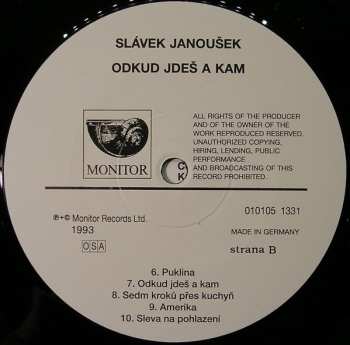 SLÁVEK JANOUŠEK
ODKUD JDEŠ A KAM
MONITOR
ALL RIGHTS OF THE PRODUCER
AND OF THE OWNER OF THE
WORK REPRODUCED RESERVED.
UNAUTHORIZED COPYING,
HIRING, LENDING, PUBLIC
PERFORMANCE
AND BROADCASTING OF THIS
RECORD PROHIBITED.
℗+© Monitor Records Ltd.
1993
OSA
010105 1331
MADE IN GERMANY
strana B
6. Puklina
7. Odkud jdeš a kam
8. Sedm kroků přes kuchyň
9. Amerika
10. Sleva na pohlazení